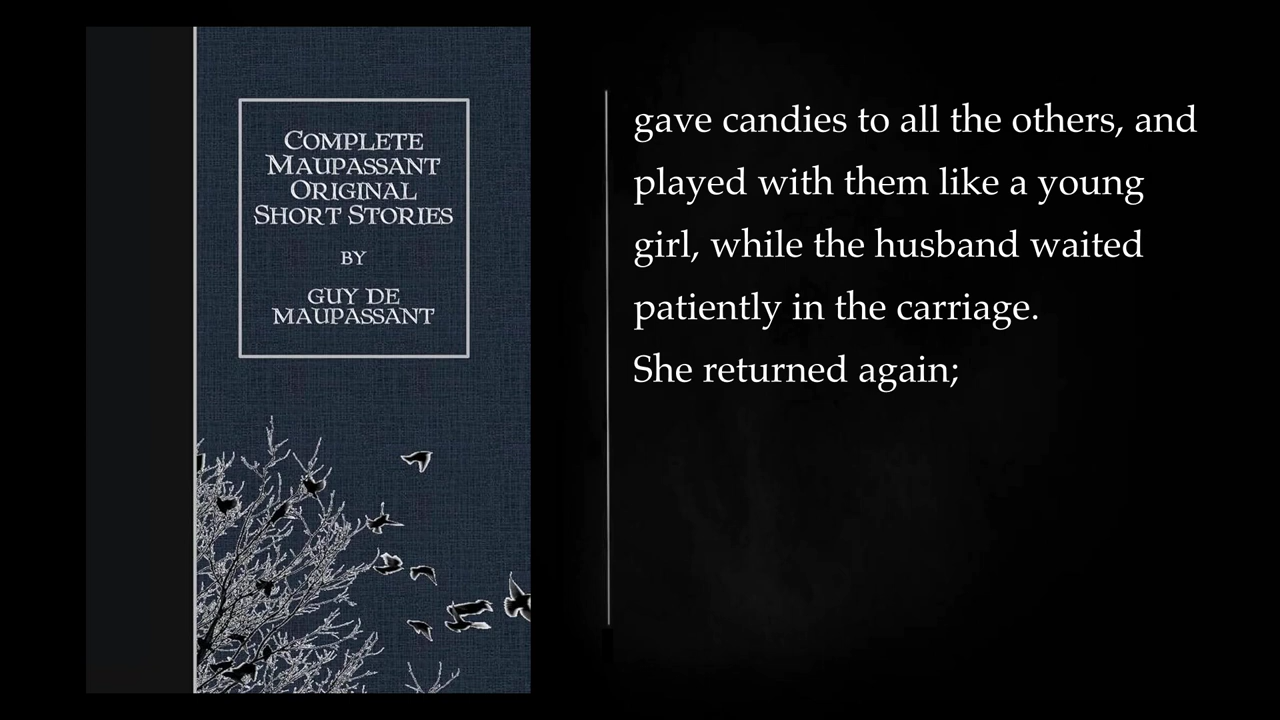 COMPLETE
MAUPASSANT
ORIGINAL
SHORT STORIES
BY
GUY DE
MAUPASSANT
gave candies to all the others, and
played with them like a young
girl, while the husband waited
patiently in the carriage.
She returned again;